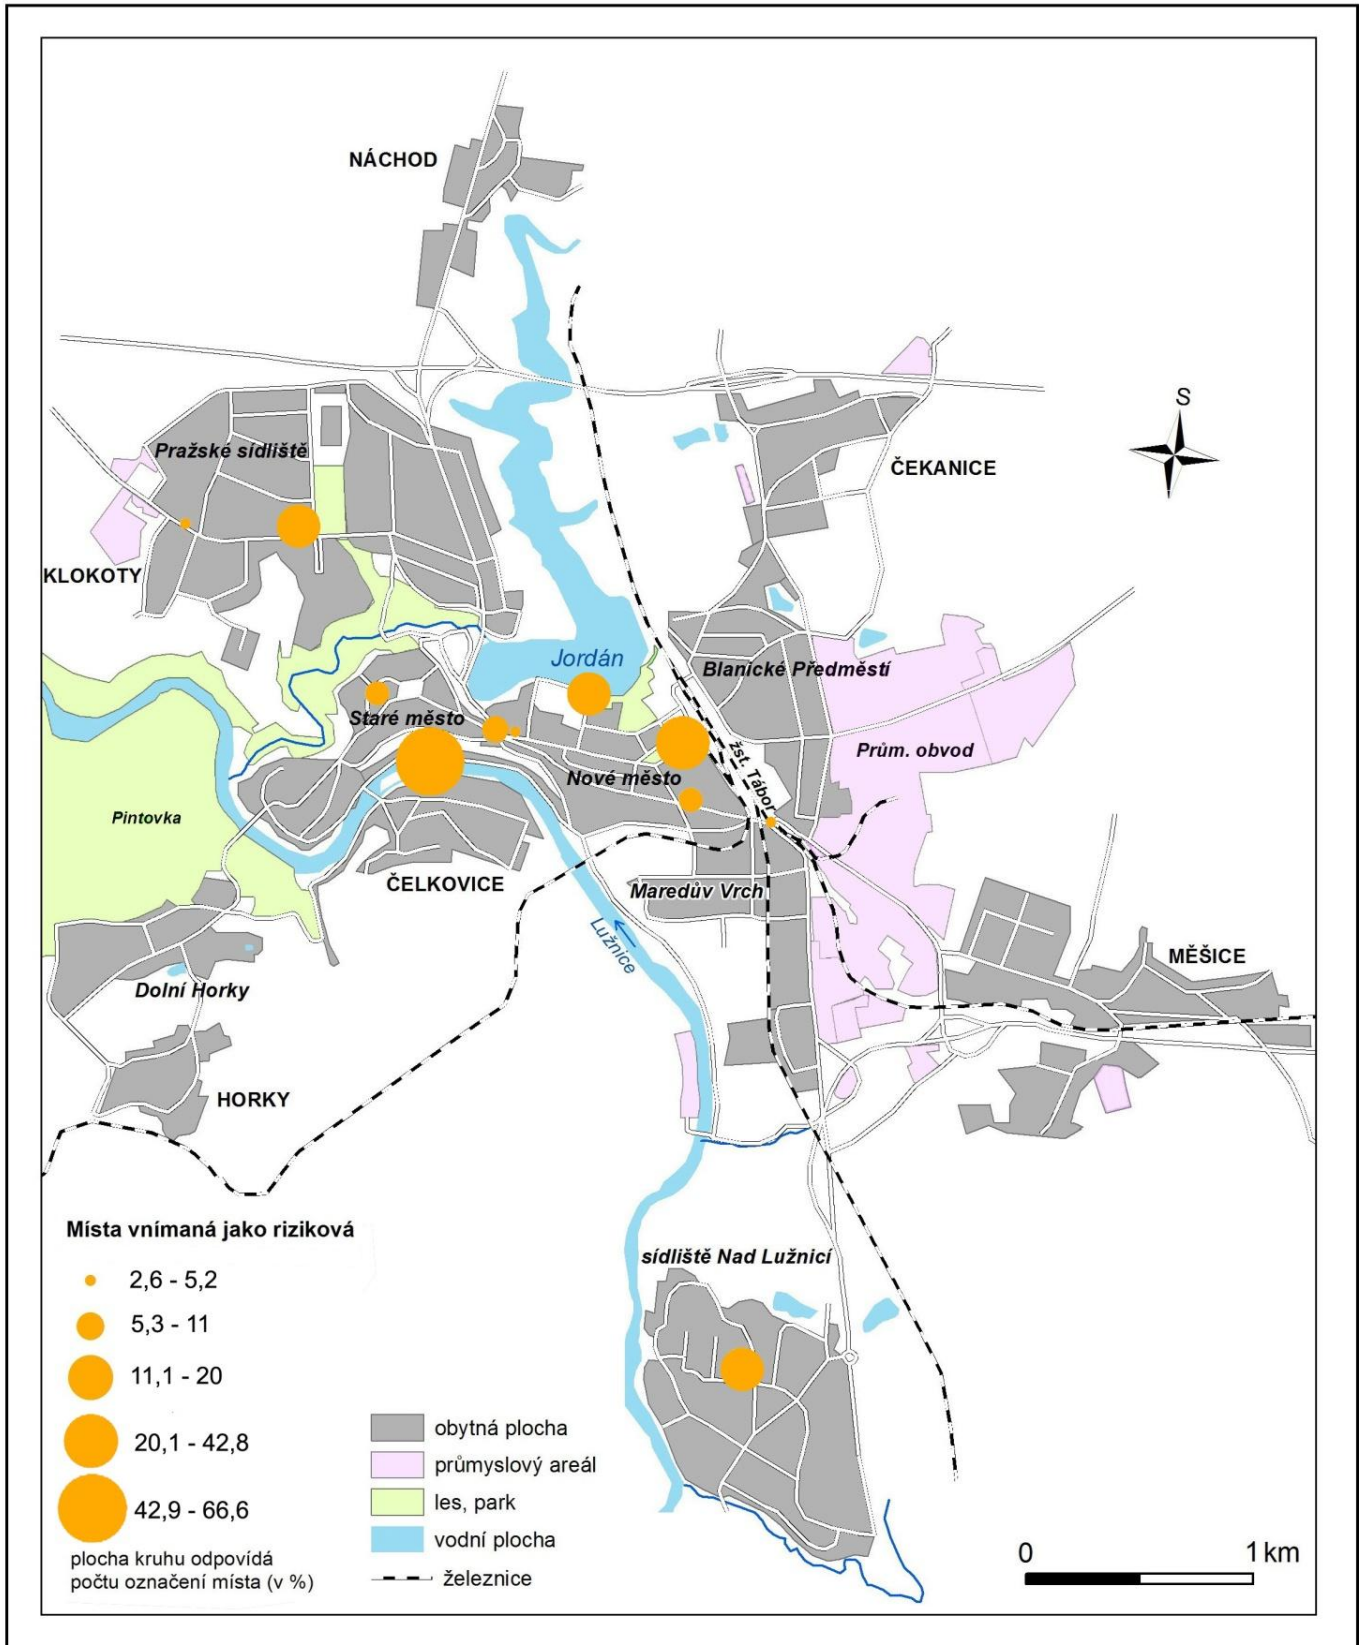 NÁCHOD
S
Pražské sídliště
ČEKANICE
KLOKOTY
Jordán
Blanické Předměstí
Staré město
žst. Tábor
Prům. obvod
Nové město
Pintovka
ČELKOVICE
Maredův Vrch
Lužnice
MĚŠICE
Dolní Horky
HORKY
Místa vnímaná jako riziková
2,6 - 5,2
5,3 - 11
11,1 - 20
20,1 - 42,8
42,9 - 66,6
plocha kruhu odpovídá
počtu označení místa (v %)
sídliště Nad Lužnicí
obytná plocha
průmyslový areál
les, park
vodní plocha
železnice
0 1 km